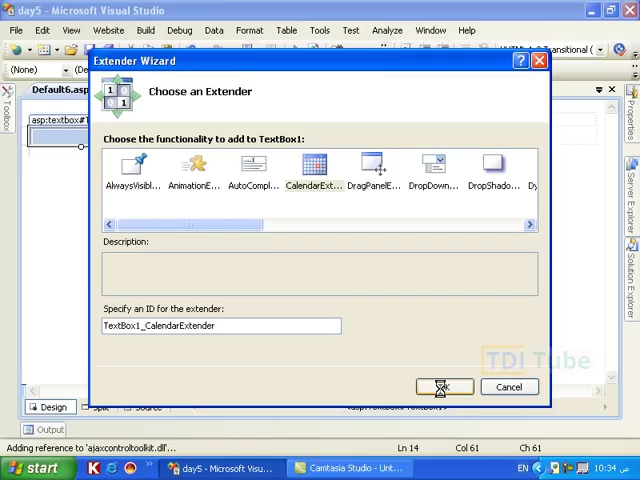 day5 - Microsoft Visual Studio
File Edit View Website Build Debug Format Table Tools Test Analyze Window Help
(None)
Default6.asp
asp:textbox#T
Toolbox
Extender Wizard
Choose an Extender
Choose the functionality to add to TextBox1:
AlwaysVisibl... AnimationE... AutoCompl... CalendarExt... DragPanelE... DropDown... DropShado...
Description:
Specify an ID for the extender:
TextBox1_CalendarExtender
TDI Tube
Cancel
Properties
Server Explorer
Solution Explorer
Design Split Source
Output
Adding reference to 'ajaxcontroltoolkit.dll'... Ln 14 Col 61 Ch 61
start day5 - Microsoft Visual... Camtasia Studio - Unt... EN 10:34 ص